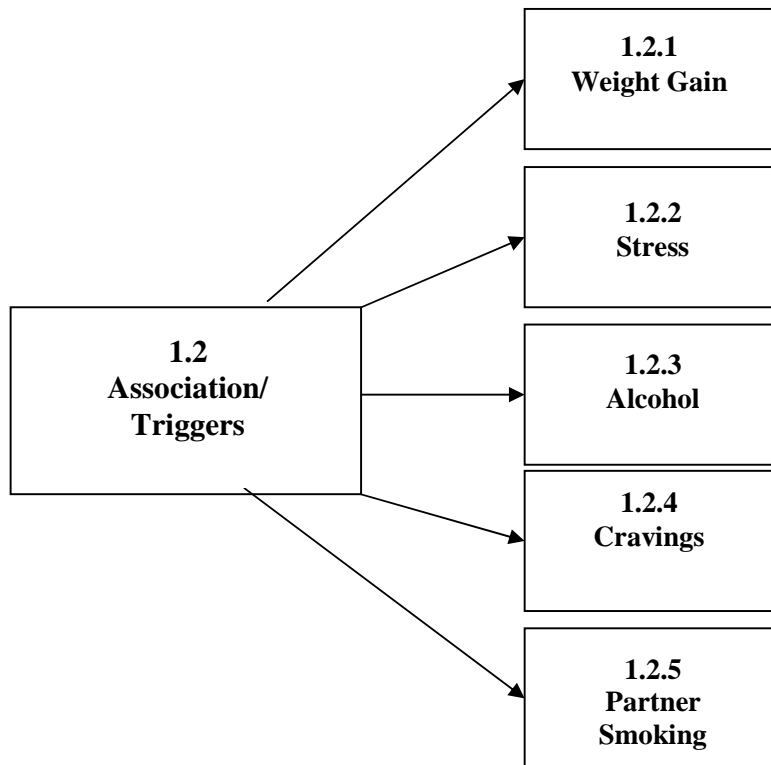 1.2.1
Weight Gain
1.2.2
Stress
1.2
Association/
Triggers
1.2.3
Alcohol
1.2.4
Cravings
1.2.5
Partner
Smoking